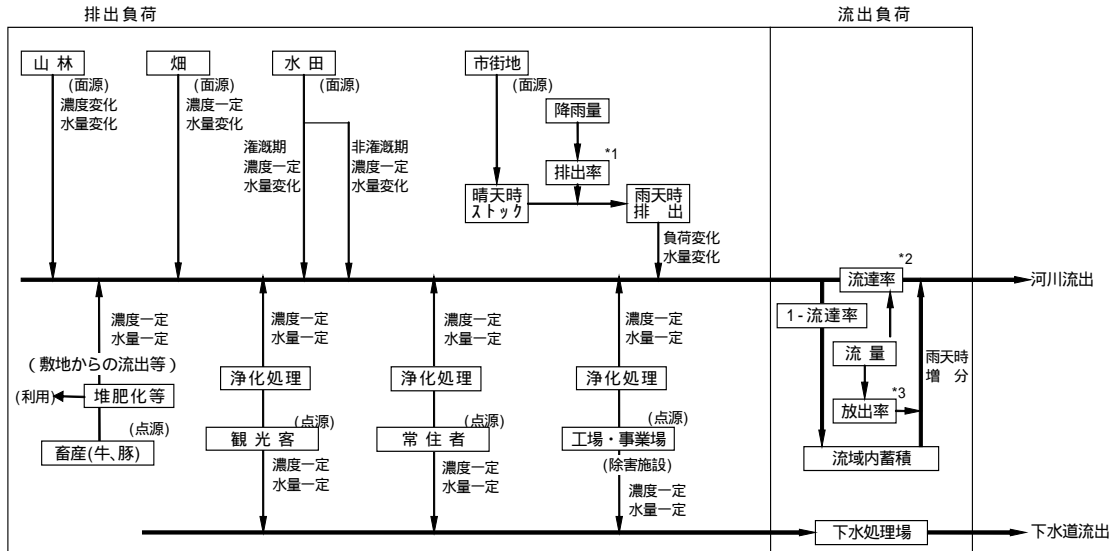 排出負荷
流出負荷
山 林
(面源)
濃度変化
水量変化
畑
(面源)
濃度一定
水量変化
水 田
(面源)
灌漑期
濃度一定
水量変化
非灌漑期
濃度一定
水量変化
市街地
(面源)
降雨量
*1
排出率
晴天時
ストック
雨天時
排 出
負荷変化
水量変化
*2
流達率
河川流出
1-流達率
流 量
*3
放出率
雨天時
増 分
流域内蓄積
濃度一定
水量一定
(敷地からの流出等)
(利用)
堆肥化等
(点源)
畜産(牛、豚)
濃度一定
水量一定
浄化処理
(点源)
観 光 客
濃度一定
水量一定
濃度一定
水量一定
浄化処理
(点源)
常 住 者
濃度一定
水量一定
濃度一定
水量一定
浄化処理
(点源)
工場・事業場
(除害施設)
濃度一定
水量一定
下水処理場
下水道流出